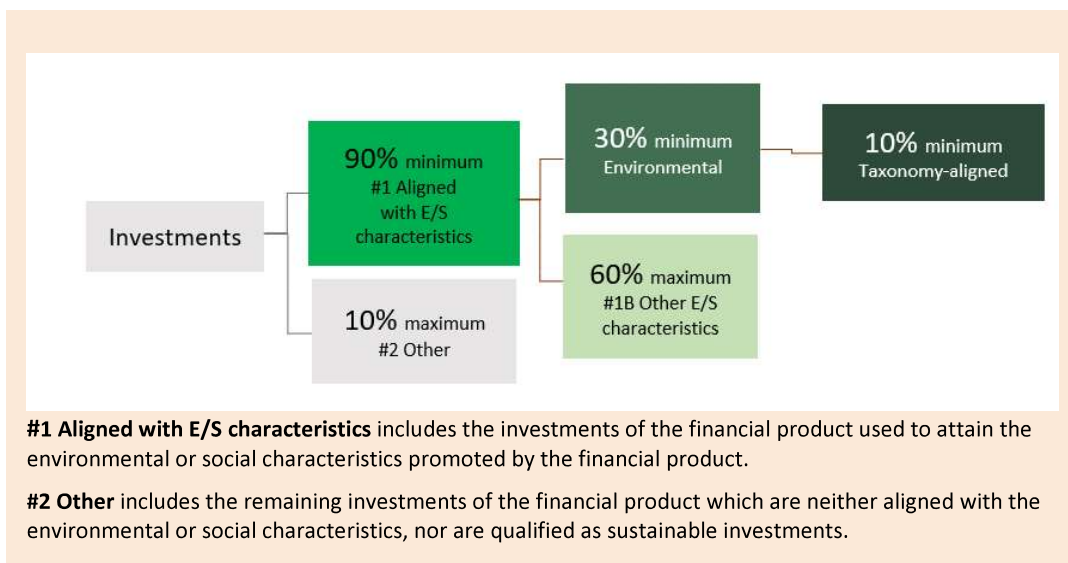 Investments
90% minimum
#1 Aligned
with E/S
characteristics
10% maximum
#2 Other
30% minimum
Environmental
60% maximum
#1B Other E/S
characteristics
10% minimum
Taxonomy-aligned
#1 Aligned with E/S characteristics includes the investments of the financial product used to attain the
environmental or social characteristics promoted by the financial product.
#2 Other includes the remaining investments of the financial product which are neither aligned with the
environmental or social characteristics, nor are qualified as sustainable investments.